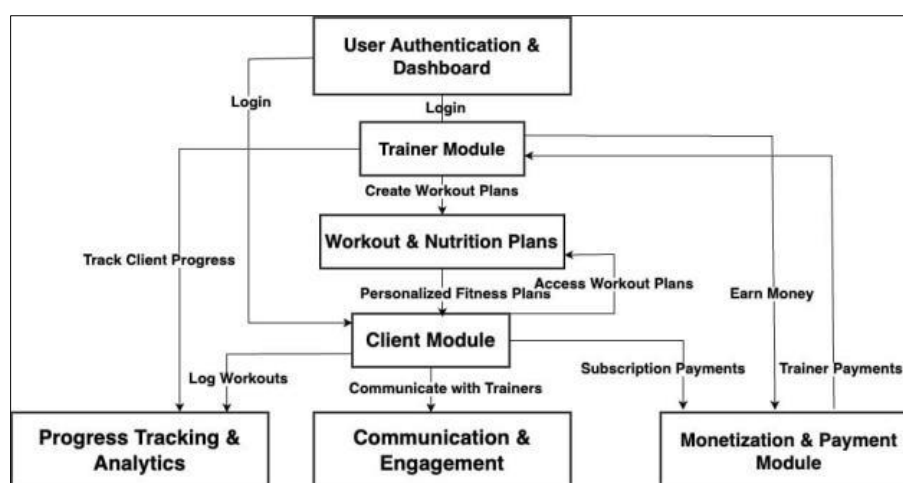 User Authentication &
Dashboard
Login
Login
Trainer Module
Create Workout Plans
Workout & Nutrition Plans
Track Client Progress
Access Workout Plans
Personalized Fitness Plans
Earn Money
Client Module
Log Workouts
Communicate with Trainers
Subscription Payments
Trainer Payments
Progress Tracking &
Analytics
Communication &
Engagement
Monetization & Payment
Module